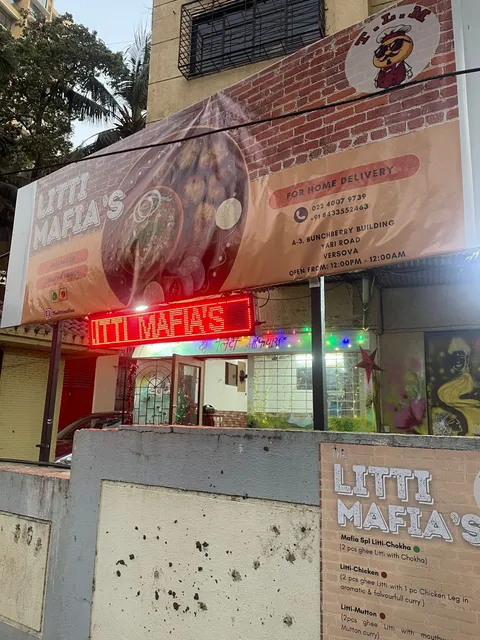 T.L.M
LITTI
MAFIA'S
FOR HOME DELIVERY
022 4007 9739
+91 8433552463
A-3, BUNCHBERRY BUILDING
YARI ROAD
VERSOVA
OPEN FROM: 12:00PM - 12:00AM
ITTI MAFIA'S
LITTI
MAFIA'S
Mafia Spl Litti-Chokha
(2 pcs ghee Litti with Chokha)
Litti-Chicken
(2 pcs ghee Litti with 1 pc Chicken Leg in
aromatic & falvourfull curry)
Litti-Mutton
(2pcs ghee Litti with mouthw
Mutton curry)